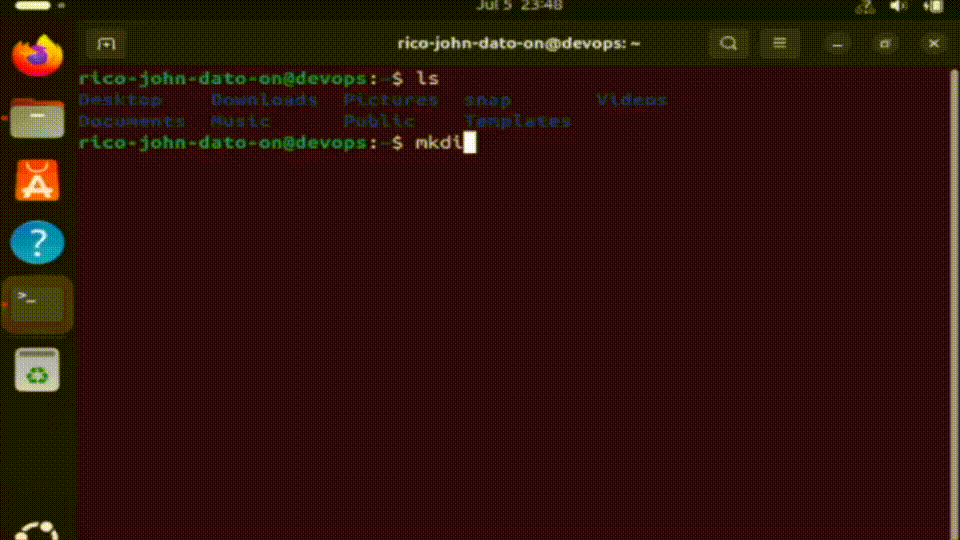 Jul 5 23:48
rico-john-dato-on@devops: ~
rico-john-dato-on@devops:~$ ls
Desktop Downloads Pictures snap Videos
Documents Music Public Templates
rico-john-dato-on@devops:~$ mkdi